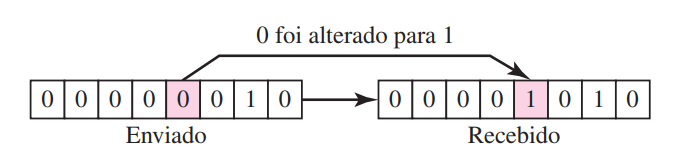 0 foi alterado para 1
0 0 0 0 0 0 1 0 0 0 0 0 1 0 1 0
Enviado Recebido